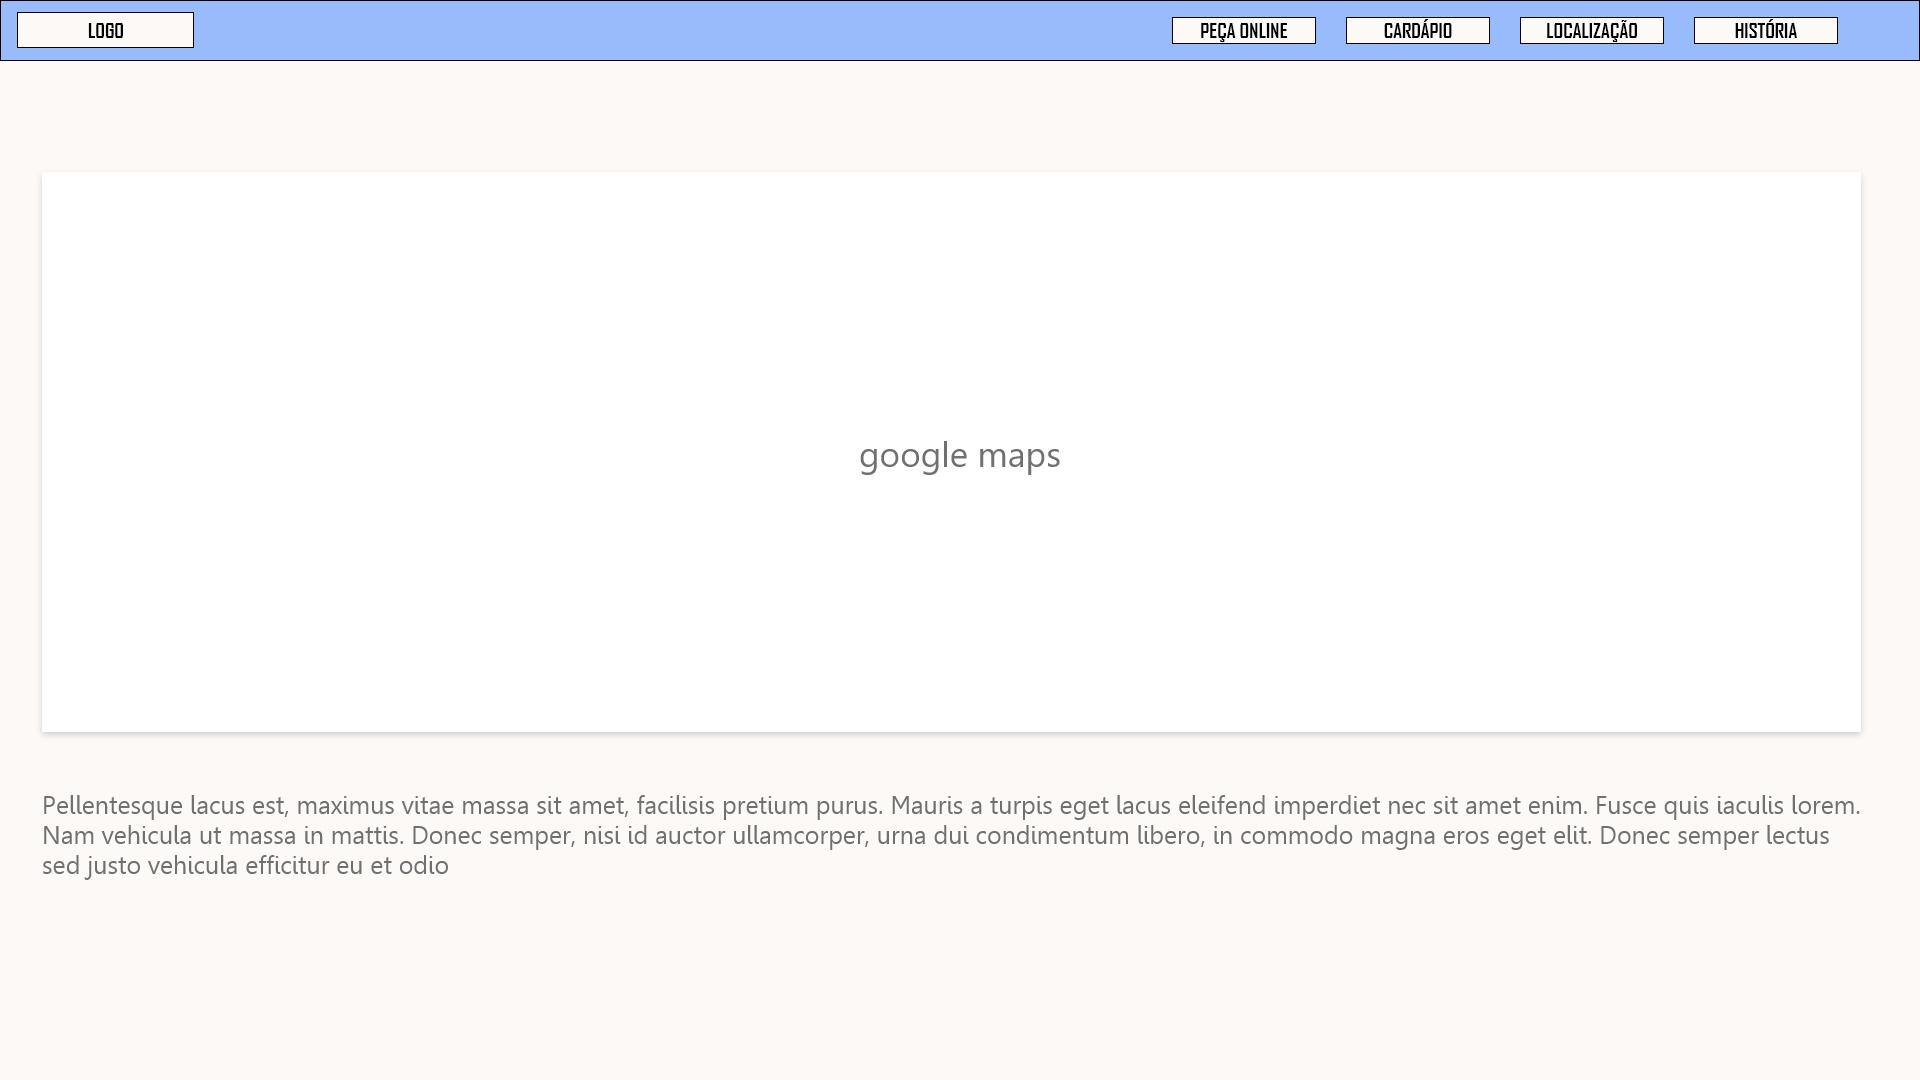 LOGO
PEÇA ONLINE
CARDÁPIO
LOCALIZAÇÃO
HISTÓRIA
google maps
Pellentesque lacus est, maximus vitae massa sit amet, facilisis pretium purus. Mauris a turpis eget lacus eleifend imperdiet nec sit amet enim. Fusce quis iaculis lorem.
Nam vehicula ut massa in mattis. Donec semper, nisi id auctor ullamcorper, urna dui condimentum libero, in commodo magna eros eget elit. Donec semper lectus
sed justo vehicula efficitur eu et odio